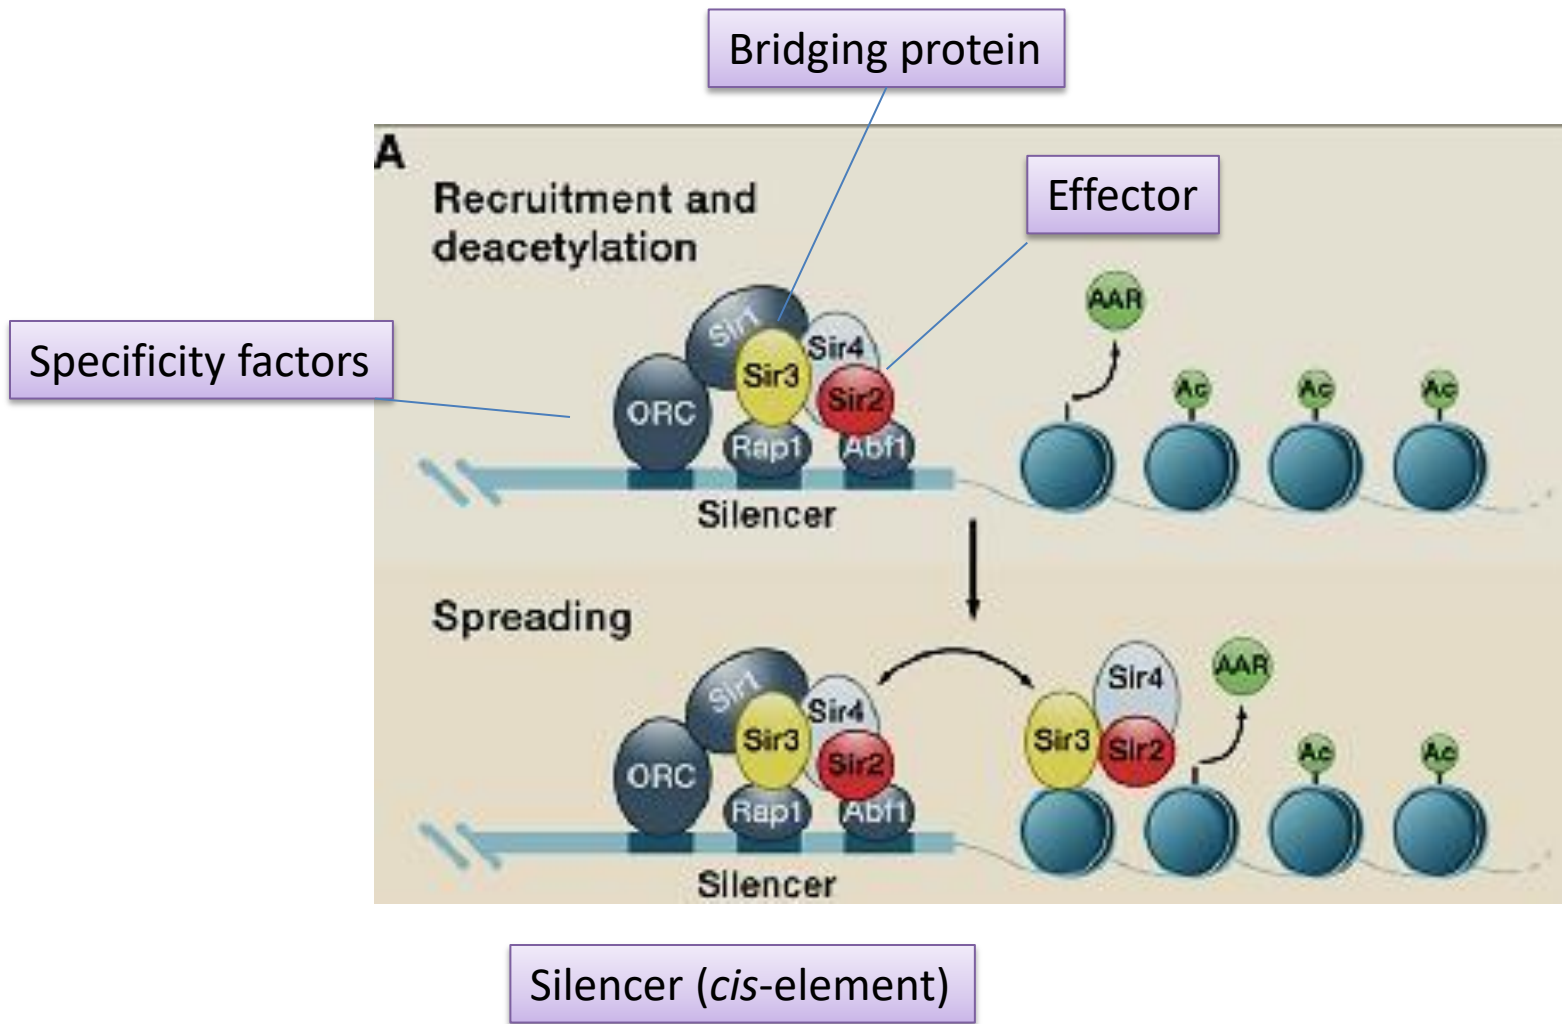 Bridging protein
A
Recruitment and
deacetylation
Effector
Specificity factors
AAR
Sir1
Sir4
Sir3
Sir2
ORC
Rap1
Abf1
Ac
Ac
Ac
Silencer
Spreading
Sir1
Sir4
Sir3
Sir2
ORC
Rap1
Abf1
Sir4
AAR
Sir3
Sir2
Ac
Ac
Silencer
Silencer (cis-element)